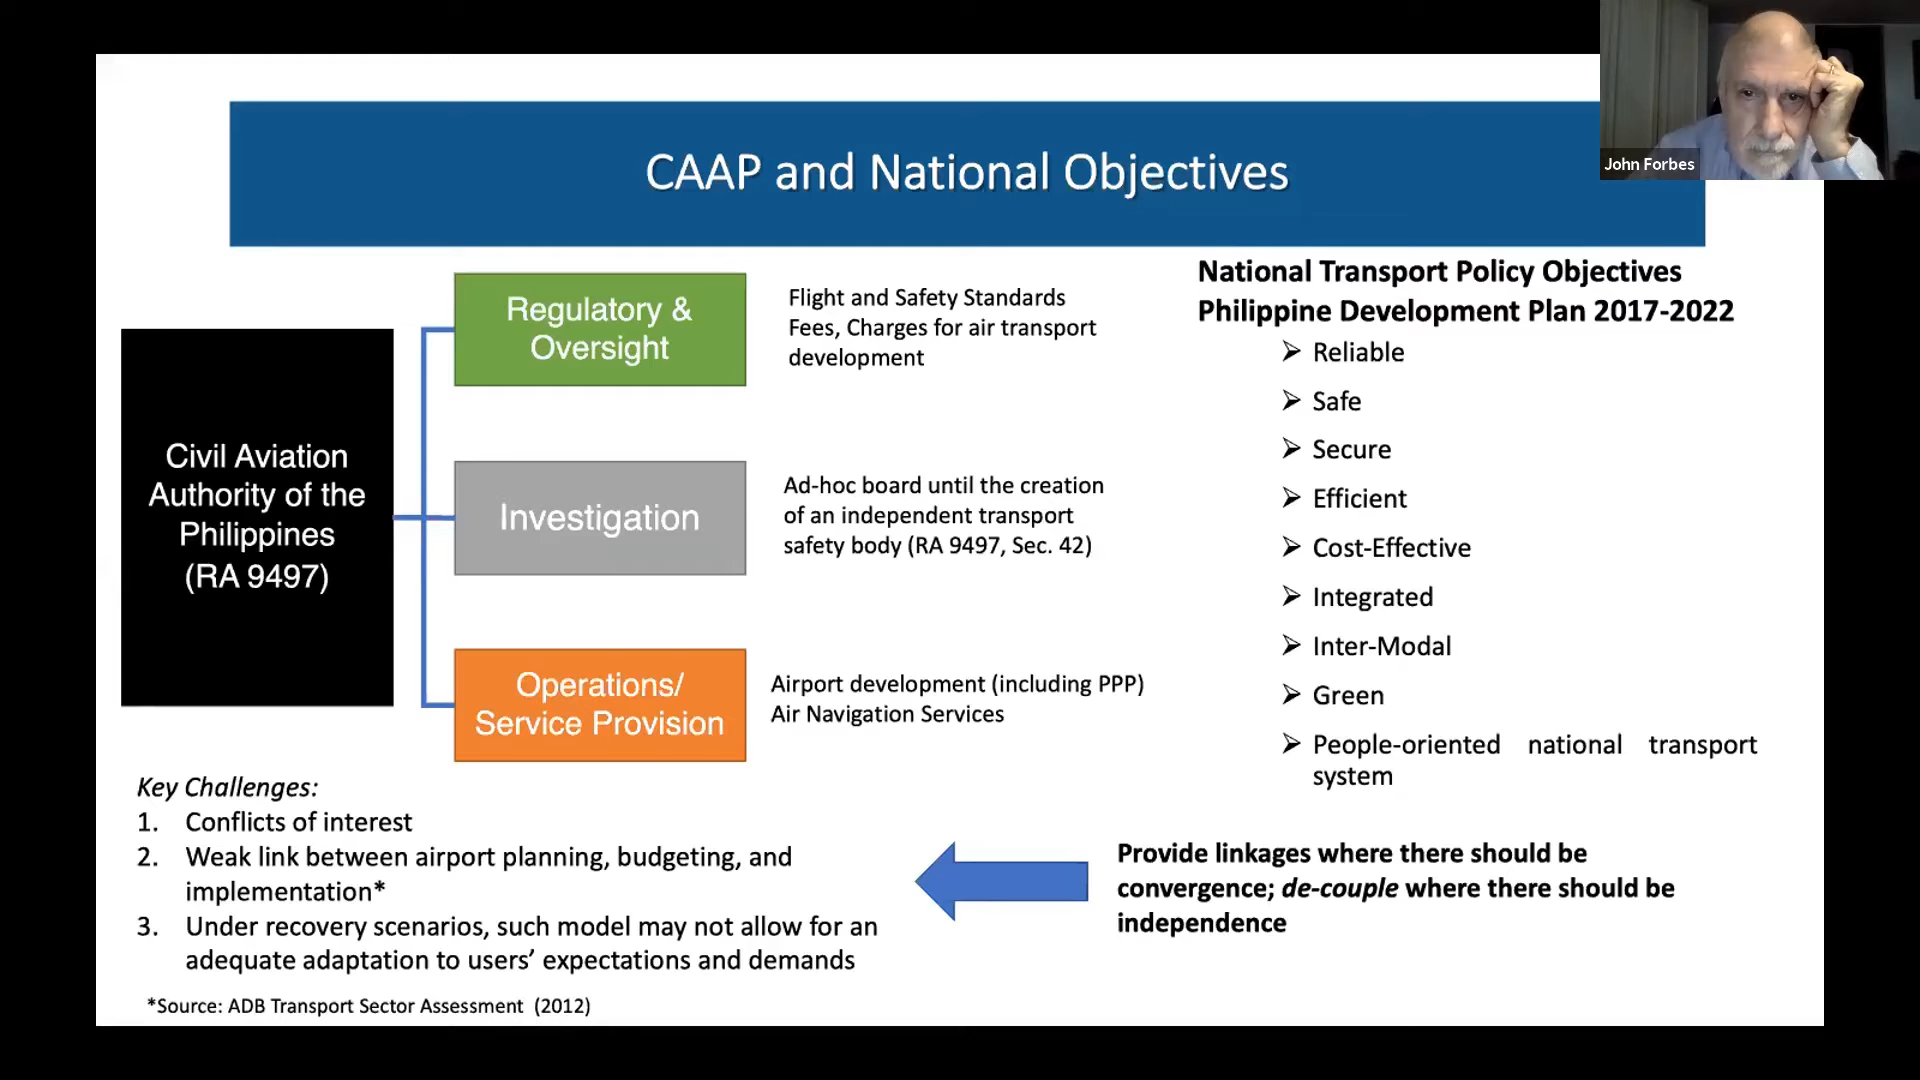 John Forbes
CAAP and National Objectives
Civil Aviation
Authority of the
Philippines
(RA 9497)
Regulatory &
Oversight
Flight and Safety Standards
Fees, Charges for air transport
development
Investigation
Ad-hoc board until the creation
of an independent transport
safety body (RA 9497, Sec. 42)
Operations/
Service Provision
Airport development (including PPP)
Air Navigation Services
National Transport Policy Objectives
Philippine Development Plan 2017-2022
➢ Reliable
➢ Safe
➢ Secure
➢ Efficient
➢ Cost-Effective
➢ Integrated
➢ Inter-Modal
➢ Green
➢ People-oriented national transport
system
Key Challenges:
1. Conflicts of interest
2. Weak link between airport planning, budgeting, and
implementation*
3. Under recovery scenarios, such model may not allow for an
adequate adaptation to users’ expectations and demands
*Source: ADB Transport Sector Assessment (2012)
Provide linkages where there should be
convergence; de-couple where there should be
independence